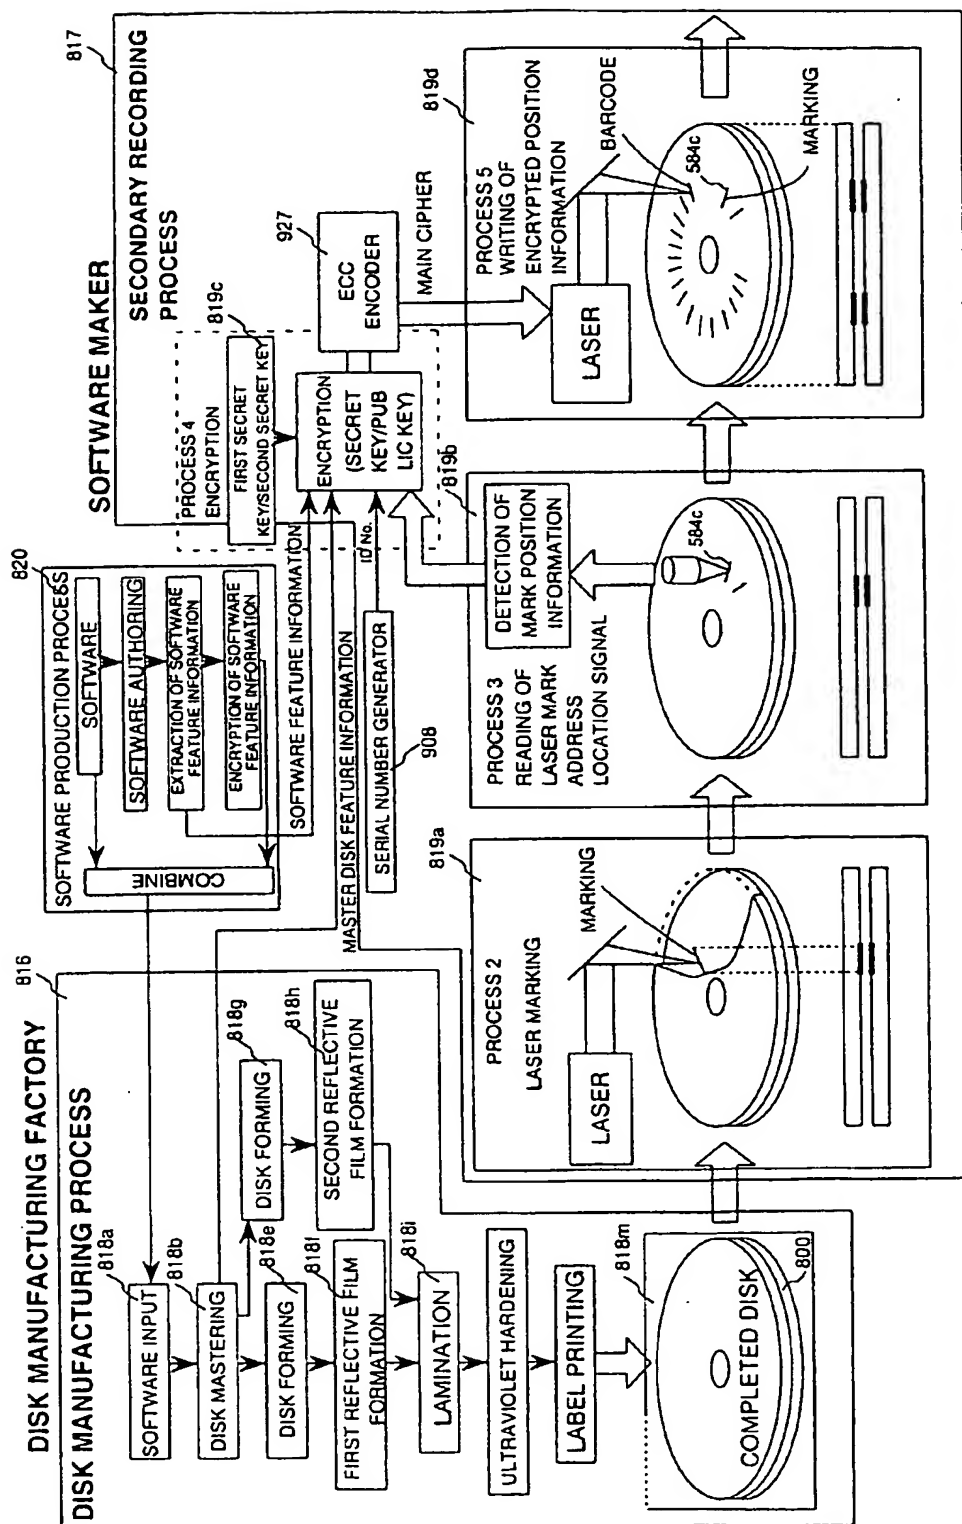 DISK MANUFACTURING FACTORY
816
DISK MANUFACTURING PROCESS
818a
SOFTWARE INPUT
818b
DISK MASTERING
818g
DISK FORMING
818e
DISK FORMING
818h
SECOND REFLECTIVE
FILM FORMATION
818f
FIRST REFLECTIVE FILM
FORMATION
818i
LAMINATION
ULTRAVIOLET HARDENING
LABEL PRINTING
818m
COMPLETED DISK
800
820
SOFTWARE PRODUCTION PROCESS
SOFTWARE
SOFTWARE AUTHORING
EXTRACTION OF SOFTWARE
FEATURE INFORMATION
ENCRYPTION OF SOFTWARE
FEATURE INFORMATION
COMBINE
SOFTWARE FEATURE INFORMATION
MASTER DISK FEATURE INFORMATION
ID No.
SERIAL NUMBER GENERATOR
908
SOFTWARE MAKER
817
SECONDARY RECORDING
PROCESS
PROCESS 4
ENCRYPTION
819c
FIRST SECRET
KEY/SECOND SECRET KEY
ENCRYPTION
(SECRET
KEY/PUB
LIC KEY)
927
ECC
ENCODER
MAIN CIPHER
819a
PROCESS 2
LASER MARKING
LASER
MARKING
819b
PROCESS 3
READING OF
LASER MARK
ADDRESS
LOCATION SIGNAL
DETECTION OF
MARK POSITION
INFORMATION
584c
819d
PROCESS 5
WRITING OF
ENCRYPTED POSITION
INFORMATION
LASER
BARCODE
584c
MARKING